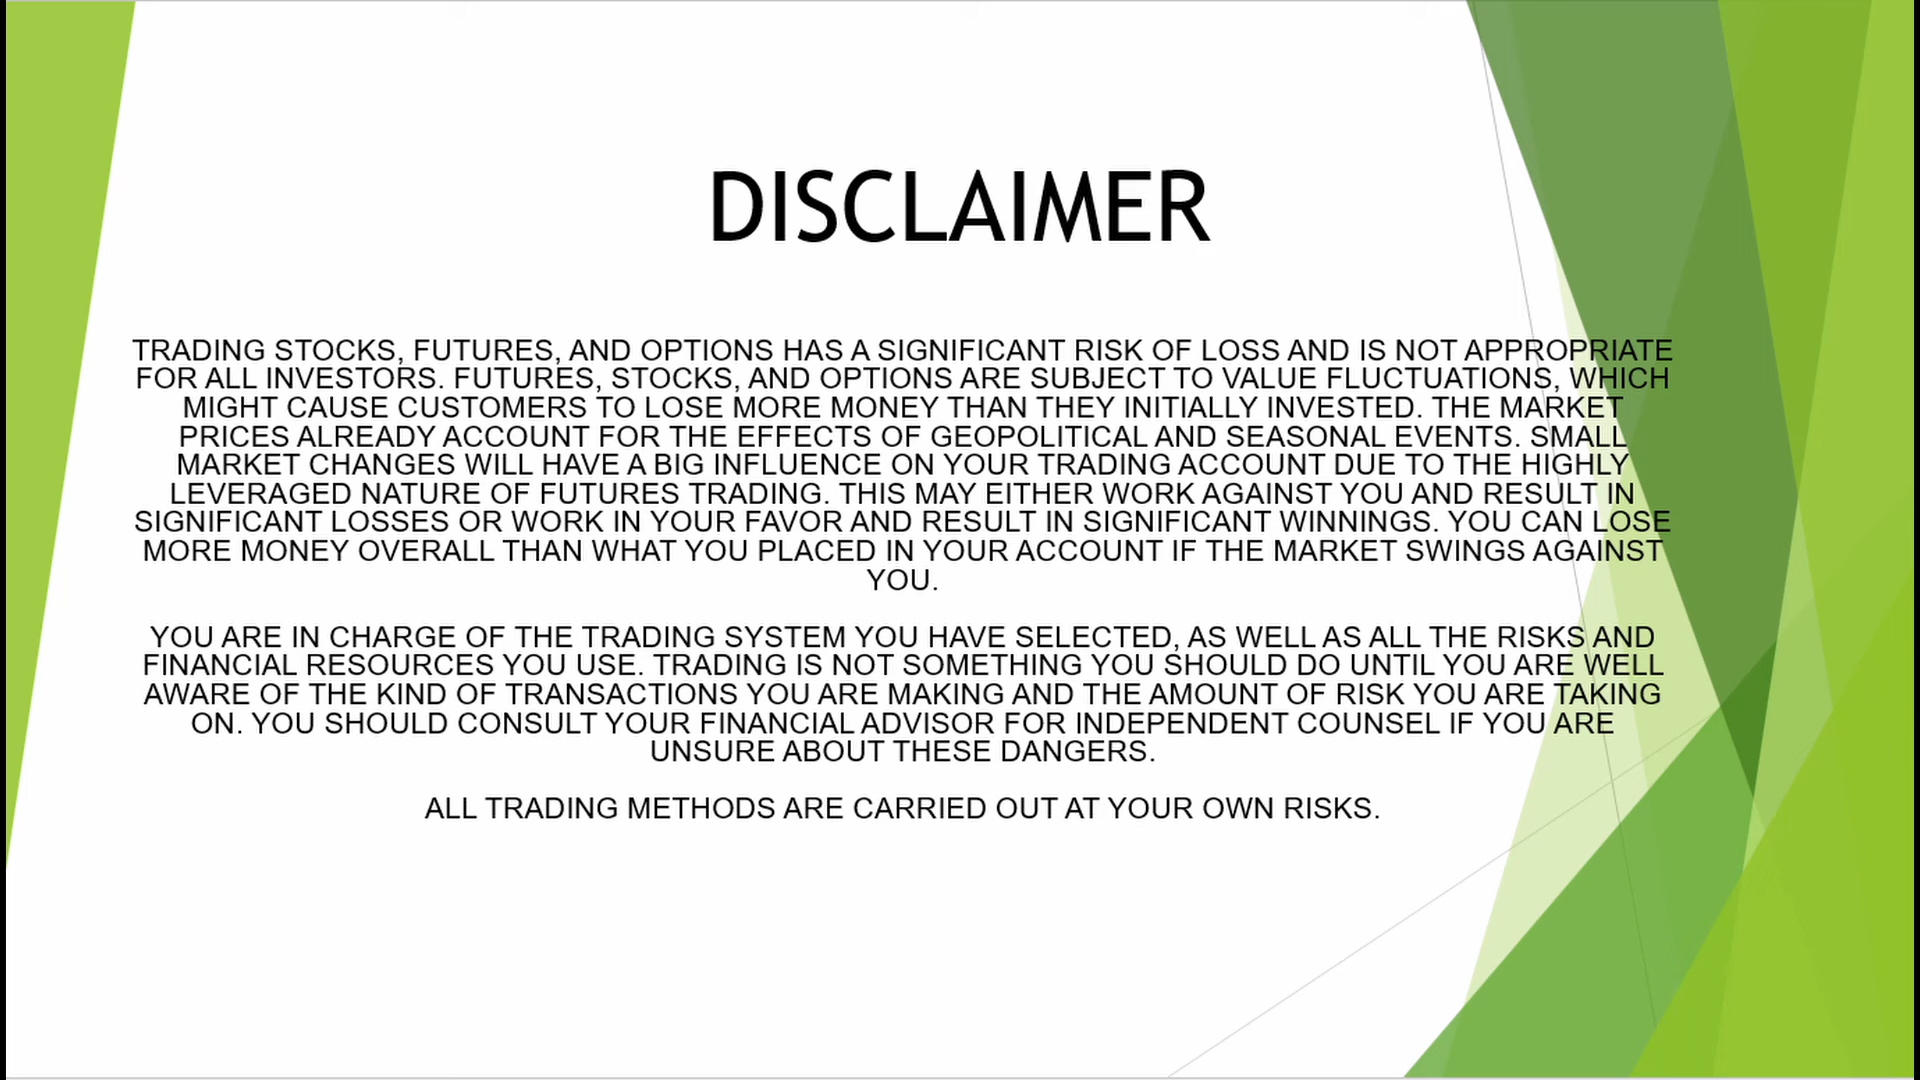 DISCLAIMER
TRADING STOCKS, FUTURES, AND OPTIONS HAS A SIGNIFICANT RISK OF LOSS AND IS NOT APPROPRIATE
FOR ALL INVESTORS. FUTURES, STOCKS, AND OPTIONS ARE SUBJECT TO VALUE FLUCTUATIONS, WHICH
MIGHT CAUSE CUSTOMERS TO LOSE MORE MONEY THAN THEY INITIALLY INVESTED. THE MARKET
PRICES ALREADY ACCOUNT FOR THE EFFECTS OF GEOPOLITICAL AND SEASONAL EVENTS. SMALL
MARKET CHANGES WILL HAVE A BIG INFLUENCE ON YOUR TRADING ACCOUNT DUE TO THE HIGHLY
LEVERAGED NATURE OF FUTURES TRADING. THIS MAY EITHER WORK AGAINST YOU AND RESULT IN
SIGNIFICANT LOSSES OR WORK IN YOUR FAVOR AND RESULT IN SIGNIFICANT WINNINGS. YOU CAN LOSE
MORE MONEY OVERALL THAN WHAT YOU PLACED IN YOUR ACCOUNT IF THE MARKET SWINGS AGAINST
YOU.
YOU ARE IN CHARGE OF THE TRADING SYSTEM YOU HAVE SELECTED, AS WELL AS ALL THE RISKS AND
FINANCIAL RESOURCES YOU USE. TRADING IS NOT SOMETHING YOU SHOULD DO UNTIL YOU ARE WELL
AWARE OF THE KIND OF TRANSACTIONS YOU ARE MAKING AND THE AMOUNT OF RISK YOU ARE TAKING
ON. YOU SHOULD CONSULT YOUR FINANCIAL ADVISOR FOR INDEPENDENT COUNSEL IF YOU ARE
UNSURE ABOUT THESE DANGERS.
ALL TRADING METHODS ARE CARRIED OUT AT YOUR OWN RISKS.